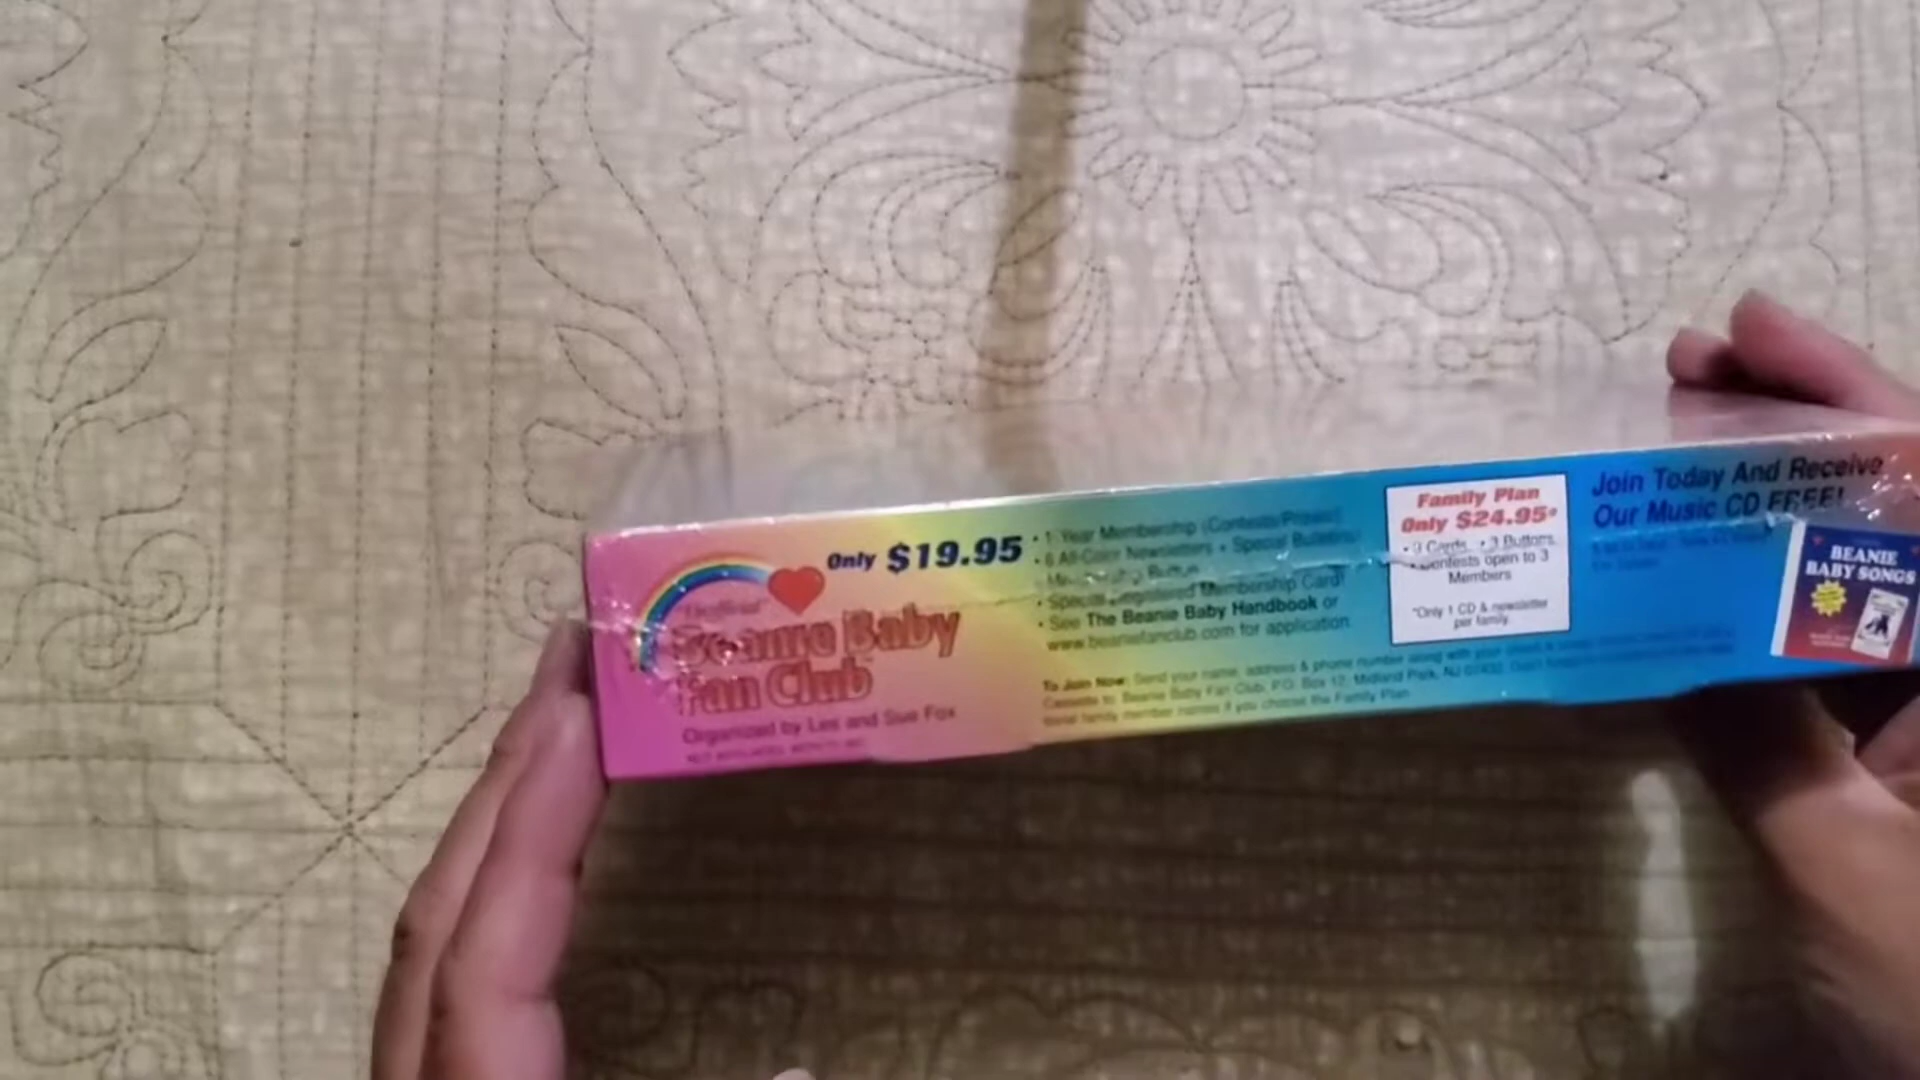 Only $19.95
"Unofficial"
Beanie Baby
Fan Club
Organized by Les and Sue Fox
• 1 Year Membership (Contests/Prizes)
• 6 All-Color Newsletters • Special Bulletins
• Membership Button
• Special Registered Membership Card
• See The Beanie Baby Handbook or
www.beaniefanclub.com for application.
To Join Now: Send your name, address & phone number along with your
Cassette to: Beanie Baby Fan Club, P.O. Box 12, Midland Park, NJ 07432.
tional family member names if you choose the Family Plan.
Family Plan
Only $24.95*
• 3 Cards • 3 Buttons
• Contests open to 3
Members
*Only 1 CD & newsletter
per family.
Join Today And Receive
Our Music CD FREE!
BEANIE
BABY SONGS